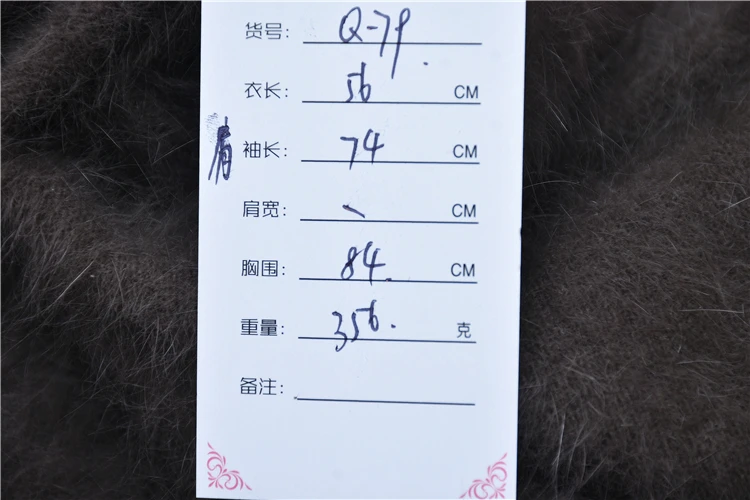 货号: Q-79
衣长: 56 CM
肩 袖长: 74 CM
肩宽: - CM
胸围: 84 CM
重量: 356. 克
备注: